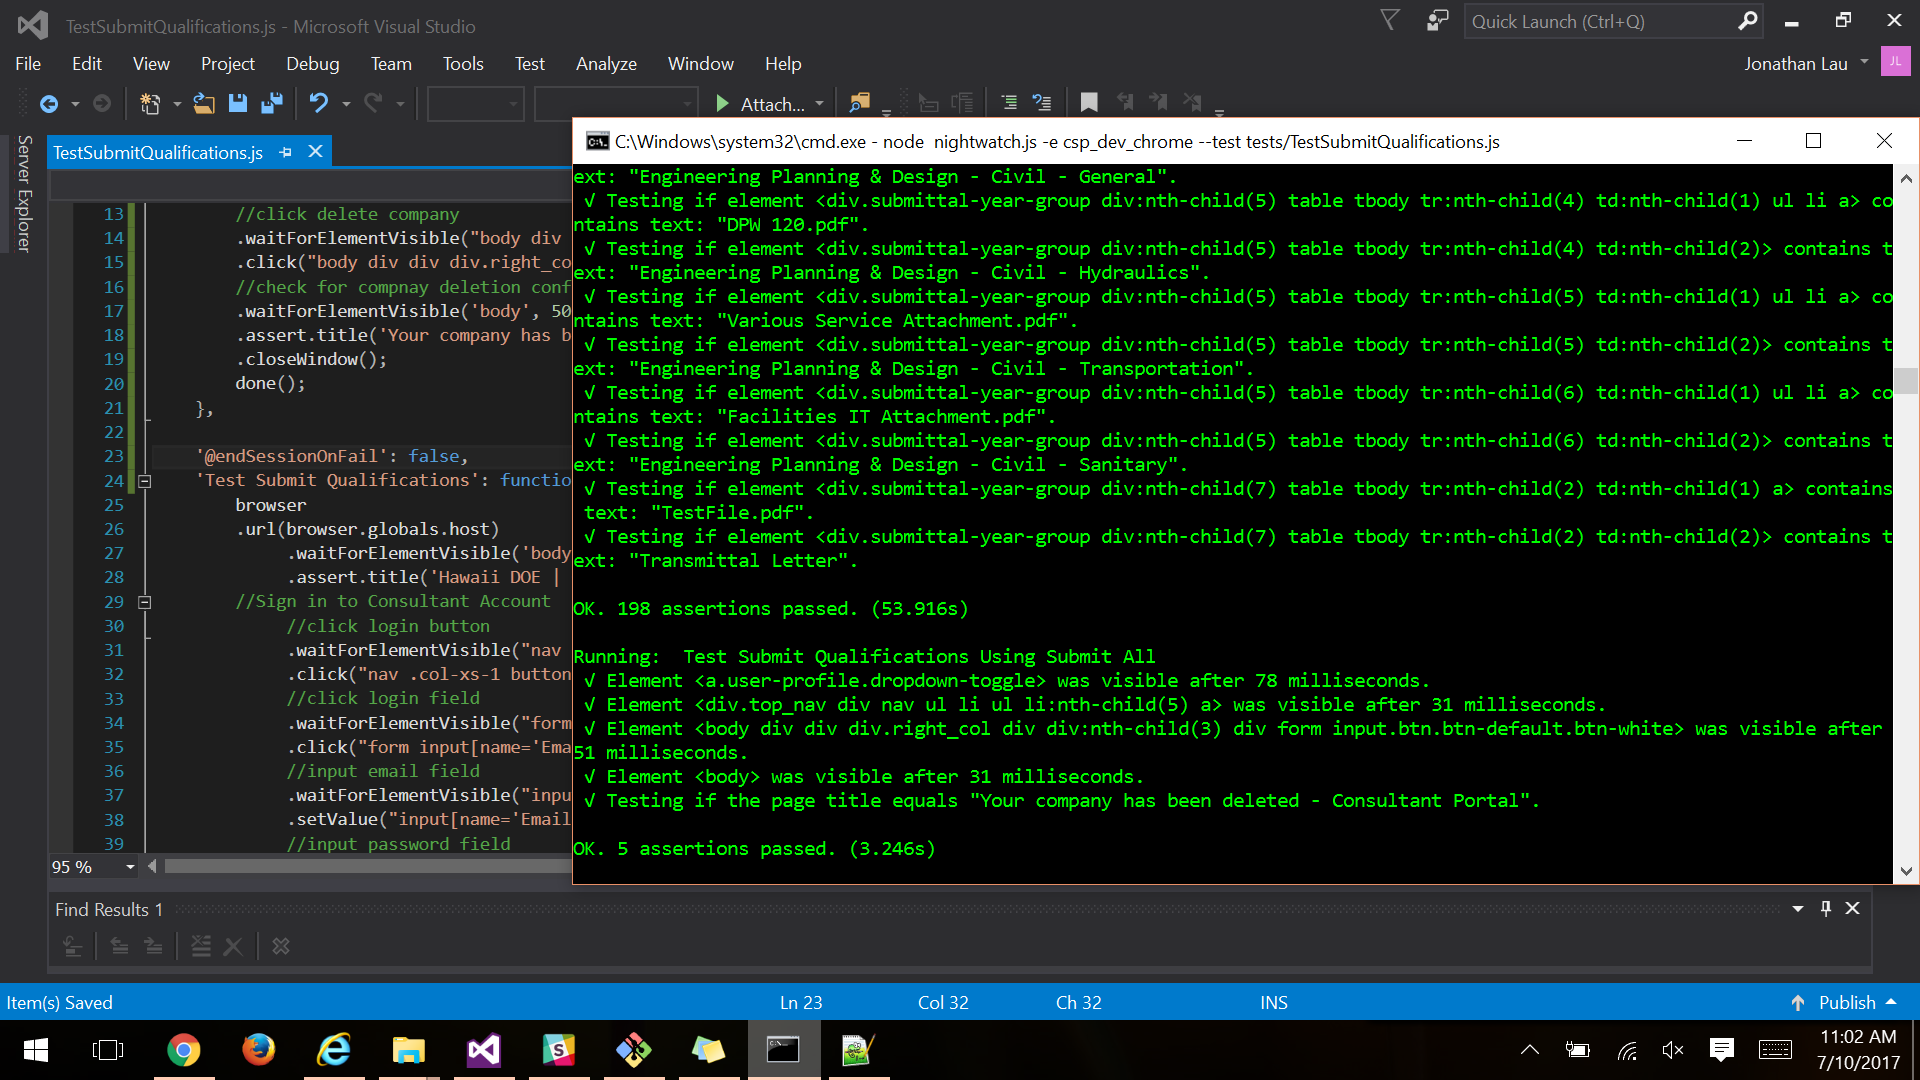 TestSubmitQualifications.js - Microsoft Visual Studio
Quick Launch (Ctrl+Q)
File Edit View Project Debug Team Tools Test Analyze Window Help
Jonathan Lau JL
Attach...
Server Explorer
TestSubmitQualifications.js
13 //click delete company
14 .waitForElementVisible("body div
15 .click("body div div div.right_co
16 //check for compnay deletion conf
17 .waitForElementVisible('body', 50
18 .assert.title('Your company has b
19 .closeWindow();
20 done();
21 },
22
23 '@endSessionOnFail': false,
24 'Test Submit Qualifications': functio
25 browser
26 .url(browser.globals.host)
27 .waitForElementVisible('body
28 .assert.title('Hawaii DOE |
29 //Sign in to Consultant Account
30 //click login button
31 .waitForElementVisible("nav
32 .click("nav .col-xs-1 button
33 //click login field
34 .waitForElementVisible("form
35 .click("form input[name='Ema
36 //input email field
37 .waitForElementVisible("inpu
38 .setValue("input[name='Email
39 //input password field
95 %
C:\Windows\system32\cmd.exe - node  nightwatch.js -e csp_dev_chrome --test tests/TestSubmitQualifications.js
ext: "Engineering Planning & Design - Civil - General".
√ Testing if element <div.submittal-year-group div:nth-child(5) table tbody tr:nth-child(4) td:nth-child(1) ul li a> co
ntains text: "DPW 120.pdf".
√ Testing if element <div.submittal-year-group div:nth-child(5) table tbody tr:nth-child(4) td:nth-child(2)> contains t
ext: "Engineering Planning & Design - Civil - Hydraulics".
√ Testing if element <div.submittal-year-group div:nth-child(5) table tbody tr:nth-child(5) td:nth-child(1) ul li a> co
ntains text: "Various Service Attachment.pdf".
√ Testing if element <div.submittal-year-group div:nth-child(5) table tbody tr:nth-child(5) td:nth-child(2)> contains t
ext: "Engineering Planning & Design - Civil - Transportation".
√ Testing if element <div.submittal-year-group div:nth-child(5) table tbody tr:nth-child(6) td:nth-child(1) ul li a> co
ntains text: "Facilities IT Attachment.pdf".
√ Testing if element <div.submittal-year-group div:nth-child(5) table tbody tr:nth-child(6) td:nth-child(2)> contains t
ext: "Engineering Planning & Design - Civil - Sanitary".
√ Testing if element <div.submittal-year-group div:nth-child(7) table tbody tr:nth-child(2) td:nth-child(1) a> contains
text: "TestFile.pdf".
√ Testing if element <div.submittal-year-group div:nth-child(7) table tbody tr:nth-child(2) td:nth-child(2)> contains t
ext: "Transmittal Letter".
OK. 198 assertions passed. (53.916s)
Running:  Test Submit Qualifications Using Submit All
√ Element <a.user-profile.dropdown-toggle> was visible after 78 milliseconds.
√ Element <div.top_nav div nav ul li ul li:nth-child(5) a> was visible after 31 milliseconds.
√ Element <body div div div.right_col div div:nth-child(3) div form input.btn.btn-default.btn-white> was visible after
51 milliseconds.
√ Element <body> was visible after 31 milliseconds.
√ Testing if the page title equals "Your company has been deleted - Consultant Portal".
OK. 5 assertions passed. (3.246s)
Find Results 1
Item(s) Saved Ln 23 Col 32 Ch 32 INS Publish
11:02 AM
7/10/2017